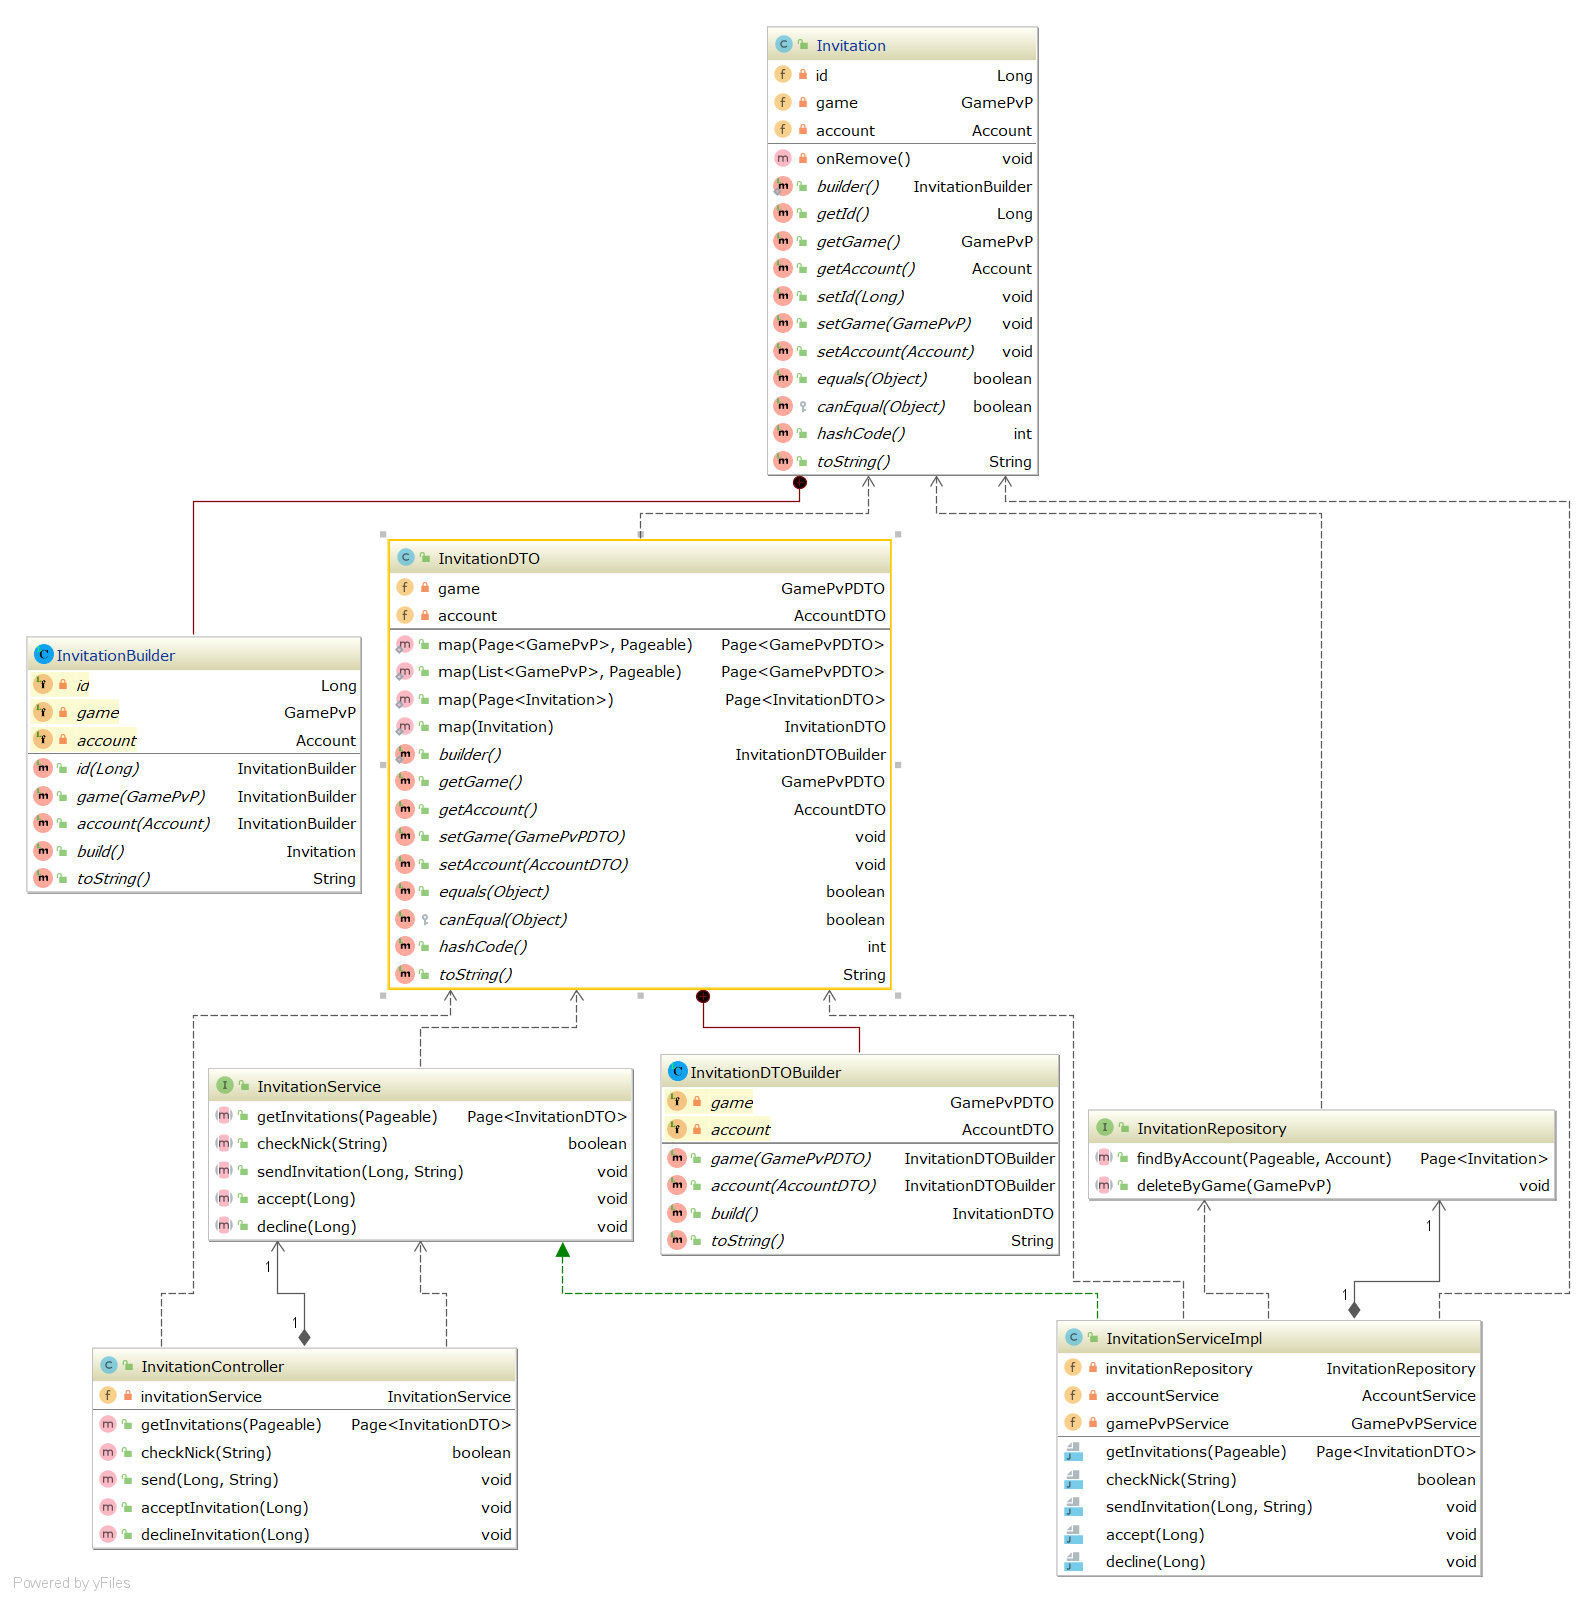 Invitation
id Long
game GamePvP
account Account
onRemove() void
builder() InvitationBuilder
getId() Long
getGame() GamePvP
getAccount() Account
setId(Long) void
setGame(GamePvP) void
setAccount(Account) void
equals(Object) boolean
canEqual(Object) boolean
hashCode() int
toString() String
InvitationDTO
game GamePvPDTO
account AccountDTO
map(Page<GamePvP>, Pageable) Page<GamePvPDTO>
map(List<GamePvP>, Pageable) Page<GamePvPDTO>
map(Page<Invitation>) Page<InvitationDTO>
map(Invitation) InvitationDTO
builder() InvitationDTOBuilder
getGame() GamePvPDTO
getAccount() AccountDTO
setGame(GamePvPDTO) void
setAccount(AccountDTO) void
equals(Object) boolean
canEqual(Object) boolean
hashCode() int
toString() String
InvitationBuilder
id Long
game GamePvP
account Account
id(Long) InvitationBuilder
game(GamePvP) InvitationBuilder
account(Account) InvitationBuilder
build() Invitation
toString() String
InvitationService
getInvitations(Pageable) Page<InvitationDTO>
checkNick(String) boolean
sendInvitation(Long, String) void
accept(Long) void
decline(Long) void
InvitationDTOBuilder
game GamePvPDTO
account AccountDTO
game(GamePvPDTO) InvitationDTOBuilder
account(AccountDTO) InvitationDTOBuilder
build() InvitationDTO
toString() String
InvitationRepository
findByAccount(Pageable, Account) Page<Invitation>
deleteByGame(GamePvP) void
1
1
1
1
InvitationController
invitationService InvitationService
getInvitations(Pageable) Page<InvitationDTO>
checkNick(String) boolean
send(Long, String) void
acceptInvitation(Long) void
declineInvitation(Long) void
InvitationServiceImpl
invitationRepository InvitationRepository
accountService AccountService
gamePvPService GamePvPService
getInvitations(Pageable) Page<InvitationDTO>
checkNick(String) boolean
sendInvitation(Long, String) void
accept(Long) void
decline(Long) void
Powered by yFiles